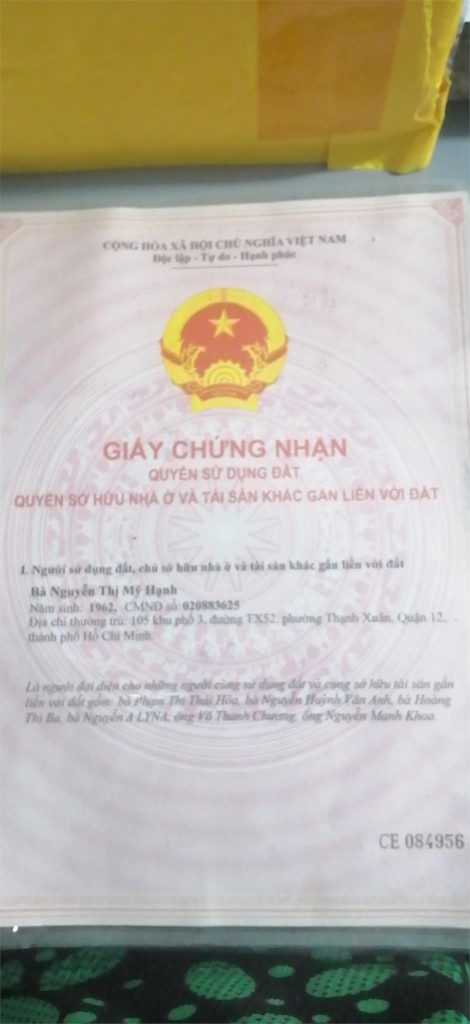 CỘNG HÒA XÃ HỘI CHỦ NGHĨA VIỆT NAM
Độc lập - Tự do - Hạnh phúc
GIẤY CHỨNG NHẬN
QUYỀN SỬ DỤNG ĐẤT
QUYỀN SỞ HỮU NHÀ Ở VÀ TÀI SẢN KHÁC GẮN LIỀN VỚI ĐẤT
I. Người sử dụng đất, chủ sở hữu nhà ở và tài sản khác gắn liền với đất
Bà Nguyễn Thị Mỹ Hạnh
Năm sinh: 1962, CMND số: 020883625
Địa chỉ thường trú: 105 khu phố 3, đường TX52, phường Thạnh Xuân, Quận 12,
thành phố Hồ Chí Minh.
Là người đại diện cho những người cùng sử dụng đất và cùng sở hữu tài sản gắn
liền với đất gồm: bà Phạm Thị Thái Hòa, bà Nguyễn Huỳnh Vân Anh, bà Hoàng
Thị Ba, bà Nguyễn A LYNA, ông Võ Thanh Chương, ông Nguyễn Mạnh Khoa.
CE 084956